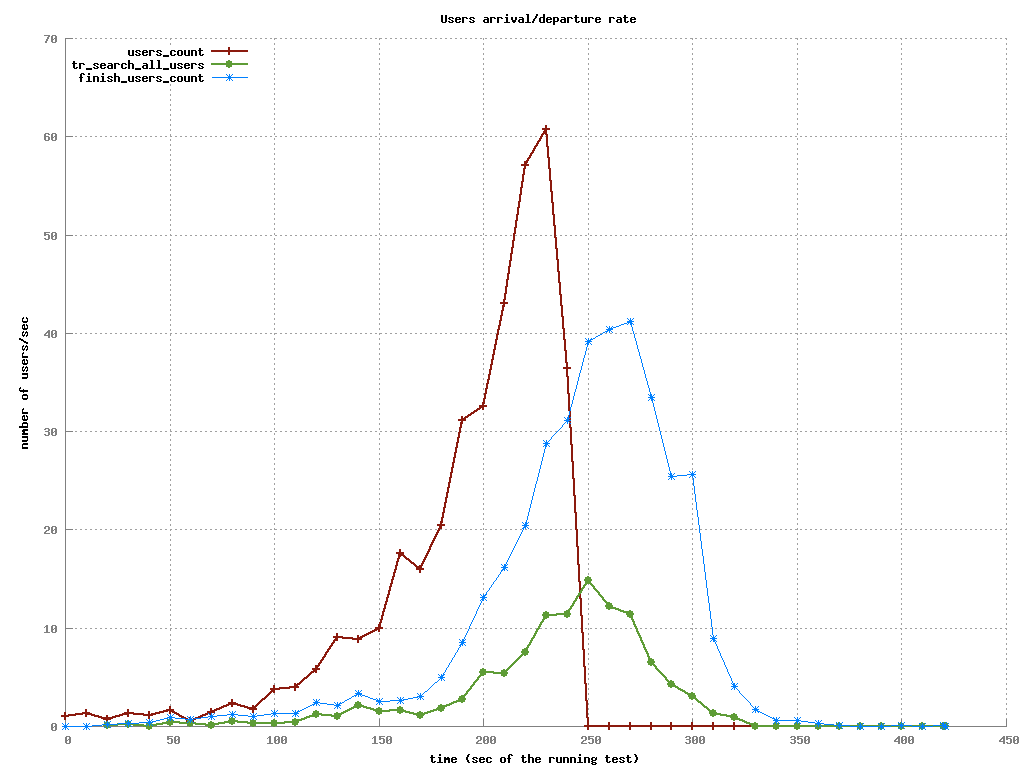 Users arrival/departure rate
users_count
tr_search_all_users
finish_users_count
70
60
50
40
30
20
10
0
number of users/sec
0 50 100 150 200 250 300 350 400 450
time (sec of the running test)